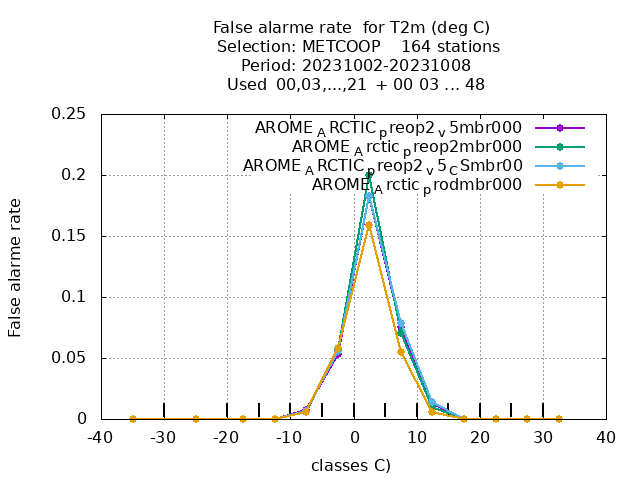 False alarme rate for T2m (deg C)
Selection: METCOOP 164 stations
Period: 20231002-20231008
Used 00,03,...,21 + 00 03 ... 48
AROME_ARCTIC_preop2_v5mbr000
AROME_Arctic_preop2mbr000
AROME_ARCTIC_preop2_v5_CSmbr00
AROME_Arctic_prodmbr000
False alarme rate
0.25
0.2
0.15
0.1
0.05
0
-40 -30 -20 -10 0 10 20 30 40
classes C)